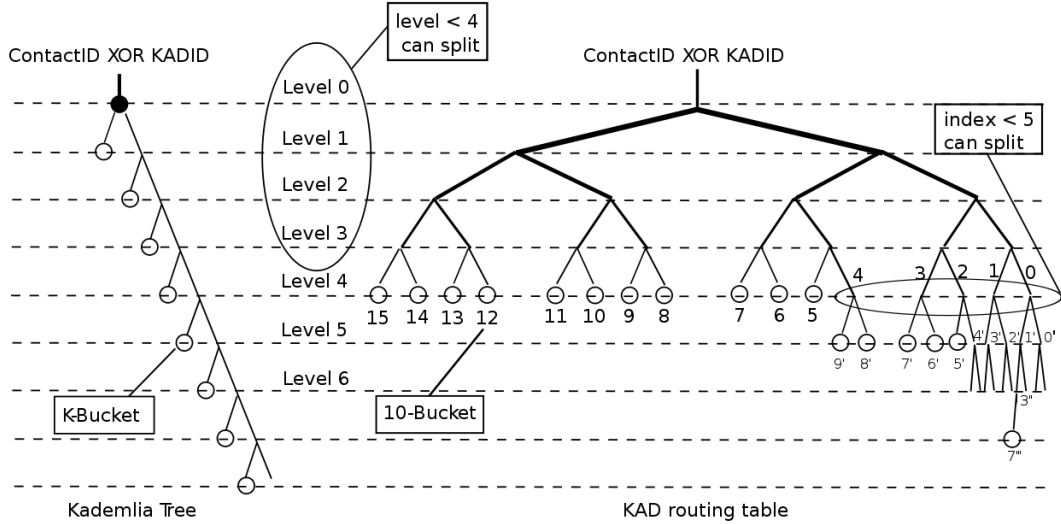 level < 4
can split
ContactID XOR KADID
ContactID XOR KADID
Level 0
index < 5
can split
Level 1
Level 2
Level 3
Level 4
4 3 2 1 0
15 14 13 12 11 10 9 8 7 6 5
Level 5
4' 3' 2' 1' 0'
9' 8' 7' 6' 5'
Level 6
K-Bucket
10-Bucket
3"
7"'
Kademlia Tree
KAD routing table